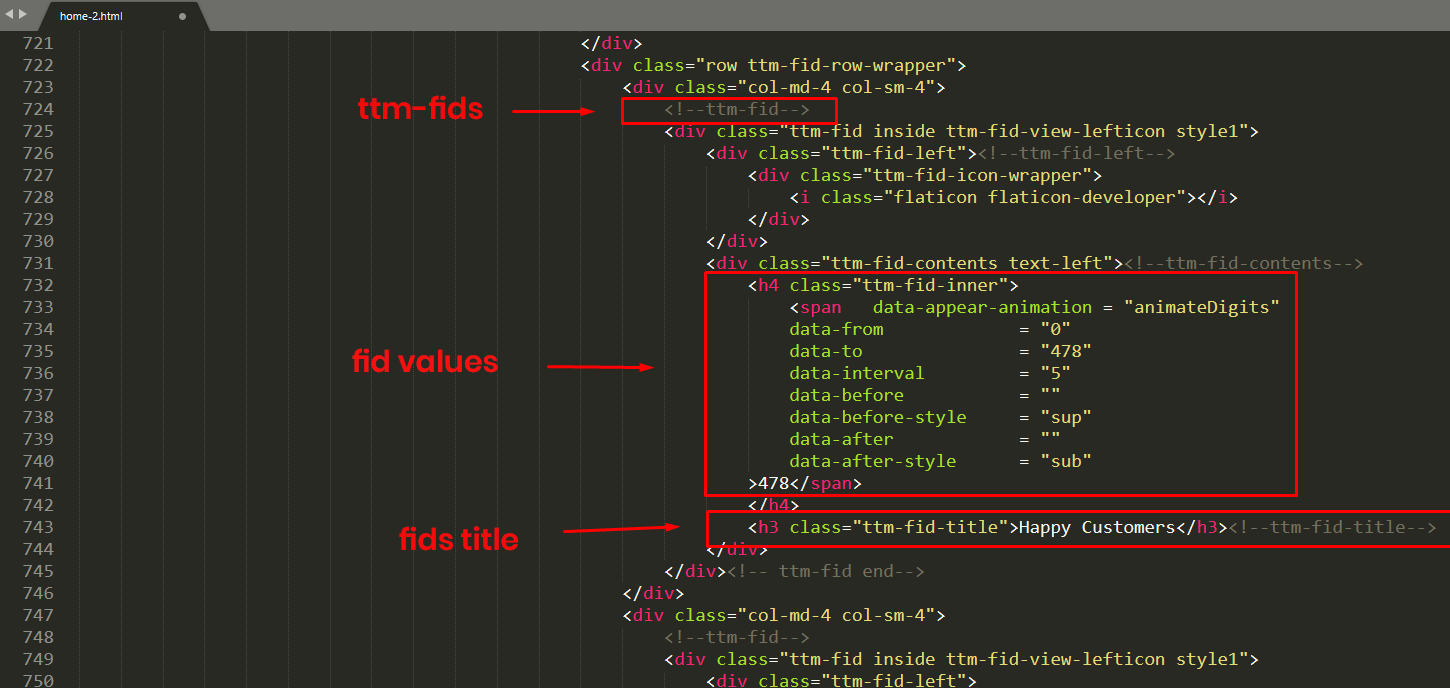 home-2.html
721 </div>
722 <div class="row ttm-fid-row-wrapper">
723 <div class="col-md-4 col-sm-4">
ttm-fids
724 <!--ttm-fid-->
725 <div class="ttm-fid inside ttm-fid-view-lefticon style1">
726 <div class="ttm-fid-left"><!--ttm-fid-left-->
727 <div class="ttm-fid-icon-wrapper">
728 <i class="flaticon flaticon-developer"></i>
729 </div>
730 </div>
731 <div class="ttm-fid-contents text-left"><!--ttm-fid-contents-->
732 <h4 class="ttm-fid-inner">
733 <span   data-appear-animation = "animateDigits"
734 data-from = "0"
735 data-to = "478"
fid values
736 data-interval = "5"
737 data-before = ""
738 data-before-style = "sup"
739 data-after = ""
740 data-after-style = "sub"
741 >478</span>
742 </h4>
743 <h3 class="ttm-fid-title">Happy Customers</h3><!--ttm-fid-title-->
fids title
744 </div>
745 </div><!-- ttm-fid end-->
746 </div>
747 <div class="col-md-4 col-sm-4">
748 <!--ttm-fid-->
749 <div class="ttm-fid inside ttm-fid-view-lefticon style1">
750 <div class="ttm-fid-left">